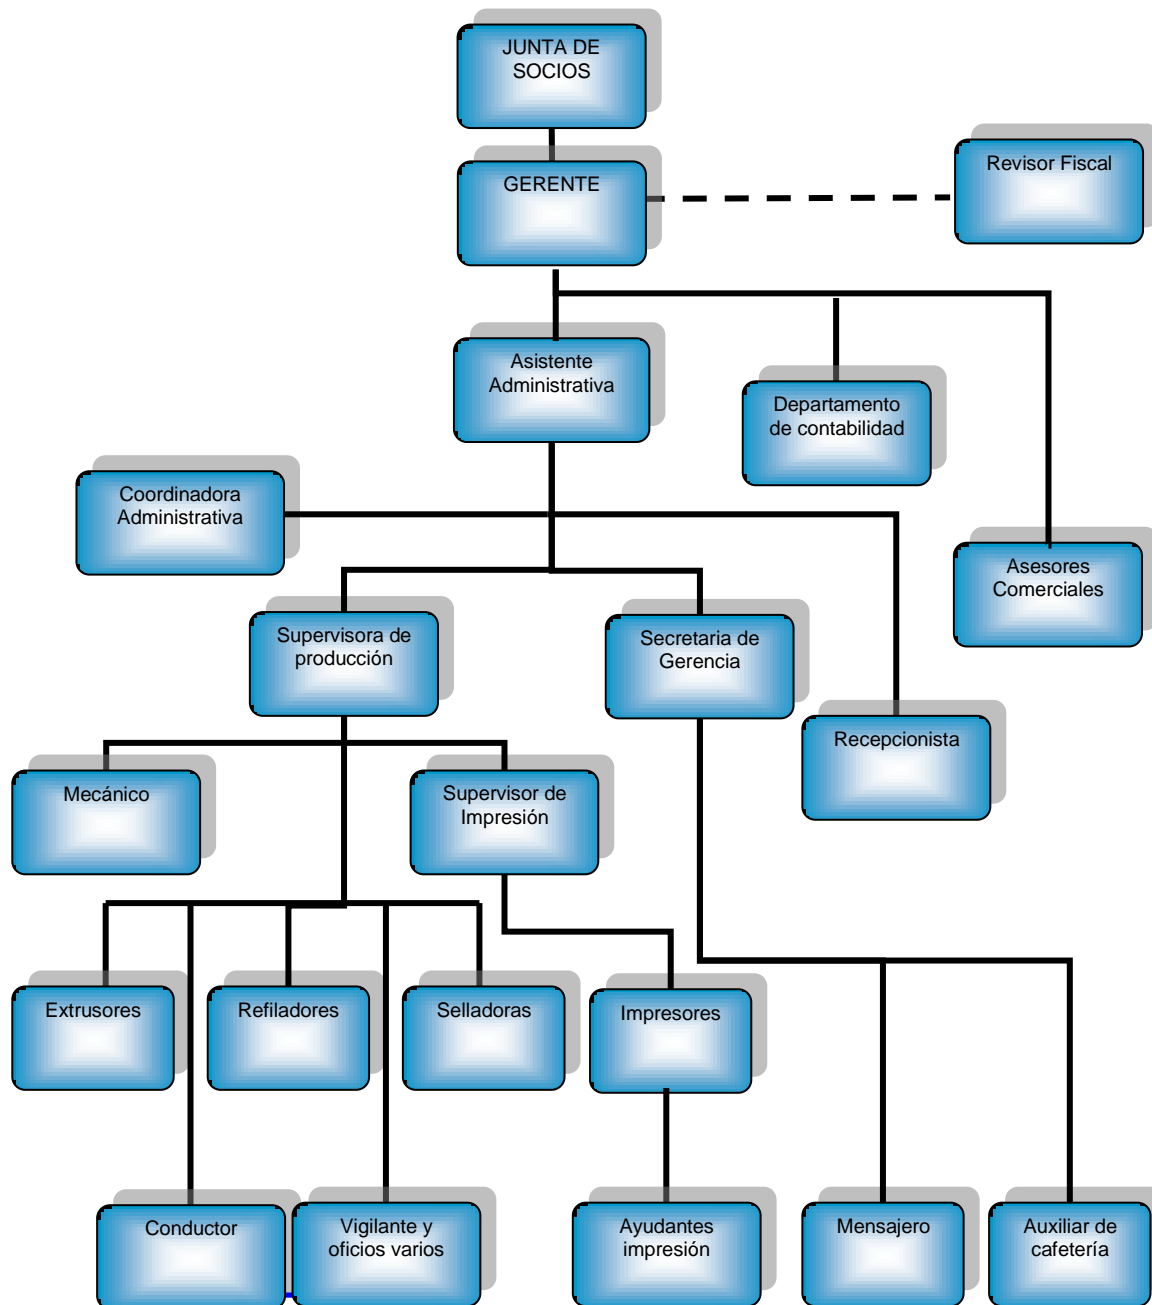 JUNTA DE
SOCIOS
GERENTE
Revisor Fiscal
Asistente
Administrativa
Departamento
de contabilidad
Coordinadora
Administrativa
Asesores
Comerciales
Supervisora de
producción
Secretaria de
Gerencia
Recepcionista
Mecánico
Supervisor de
Impresión
Extrusores
Refiladores
Selladoras
Impresores
Conductor
Vigilante y
oficios varios
Ayudantes
impresión
Mensajero
Auxiliar de
cafetería